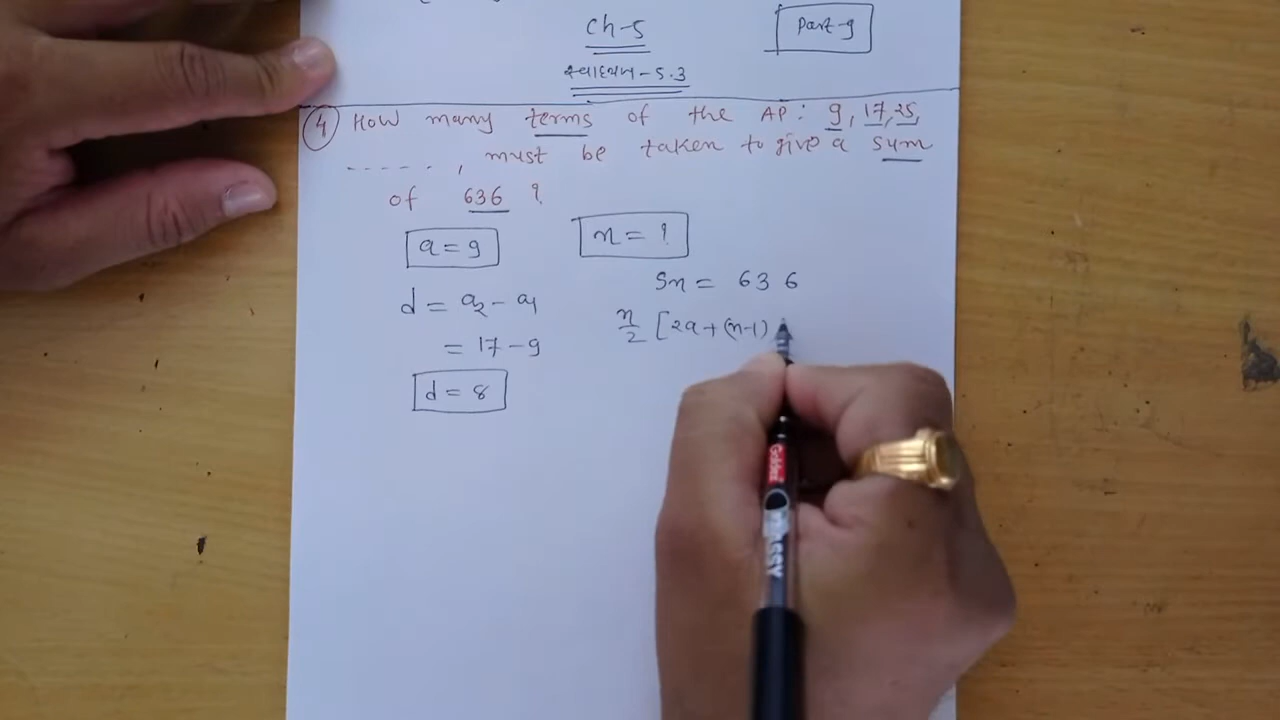 Ch-5
Part-9
સ્વાધ્યાય-5.3
4 How many terms of the AP: 9, 17, 25,
------, must be taken to give a sum
of 636 ?
a = 9
n = ?
Sn = 636
d = a2 - a1
n/2 [2a+(n-1)
= 17-9
d = 8